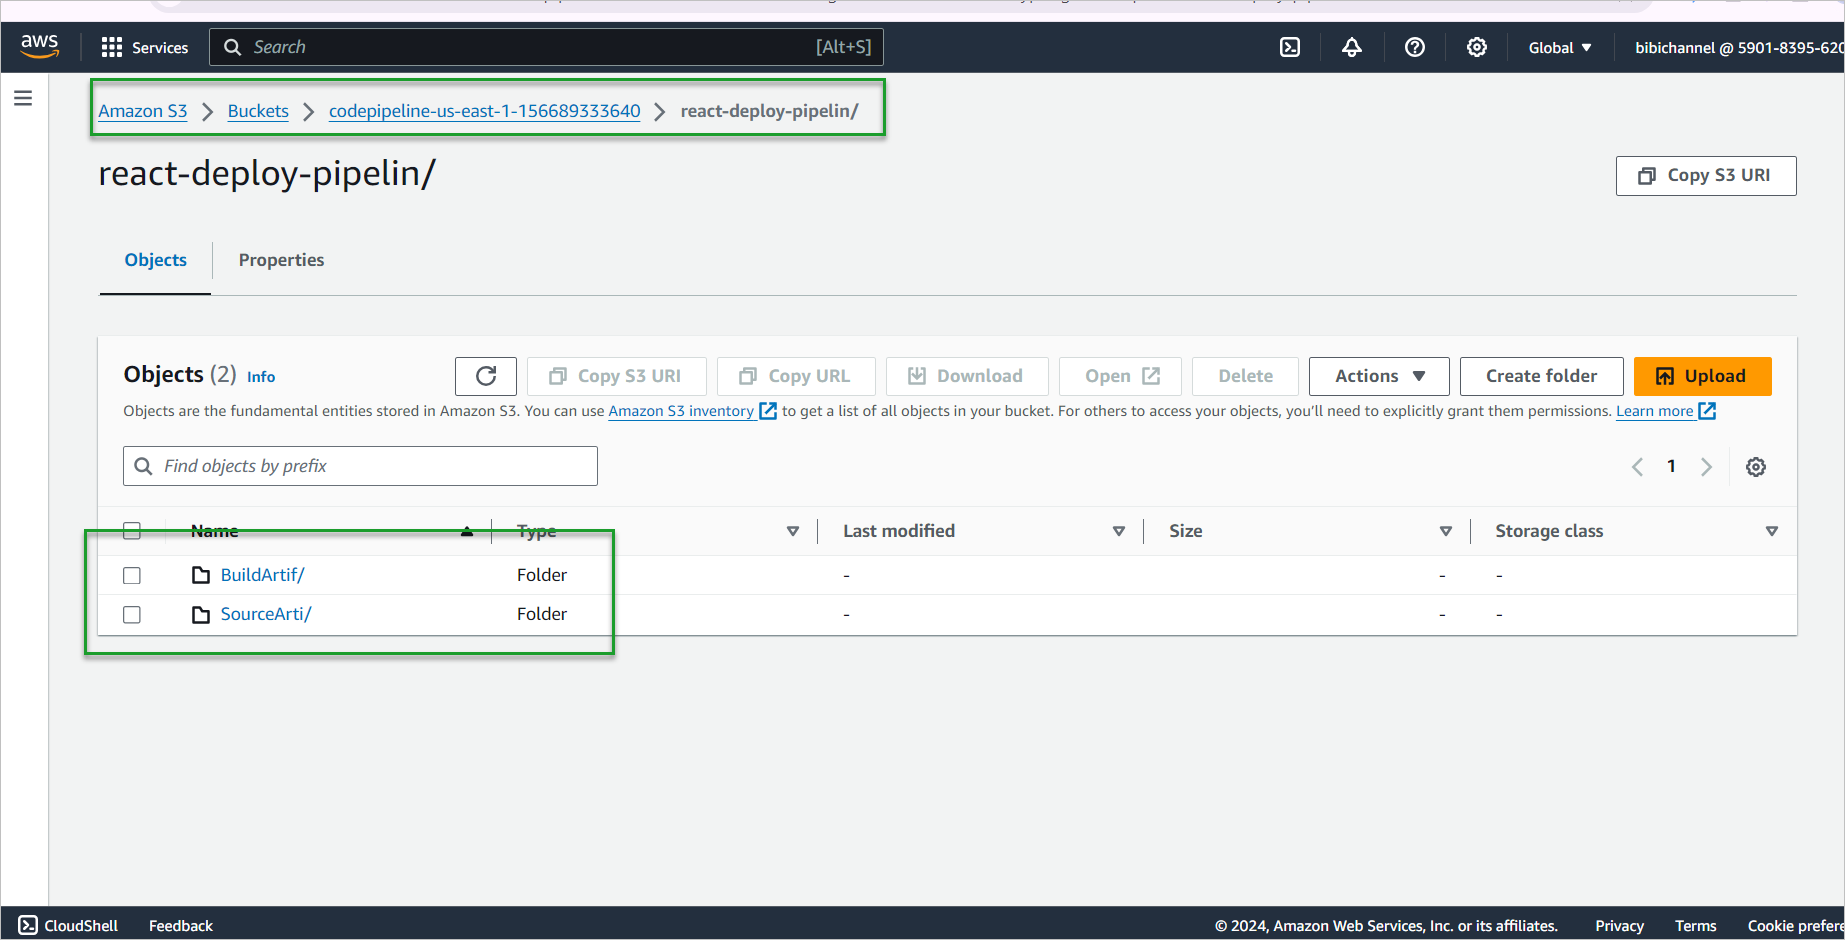 aws Services Search [Alt+S] Global bibichannel @ 5901-8395-620
Amazon S3 Buckets codepipeline-us-east-1-156689333640 react-deploy-pipelin/
react-deploy-pipelin/
Copy S3 URI
Objects Properties
Objects (2) Info Copy S3 URI Copy URL Download Open Delete Actions Create folder Upload
Objects are the fundamental entities stored in Amazon S3. You can use Amazon S3 inventory to get a list of all objects in your bucket. For others to access your objects, you’ll need to explicitly grant them permissions. Learn more
Find objects by prefix 1
Name Type Last modified Size Storage class
BuildArtif/ Folder - - -
SourceArti/ Folder - - -
CloudShell Feedback © 2024, Amazon Web Services, Inc. or its affiliates. Privacy Terms Cookie prefere